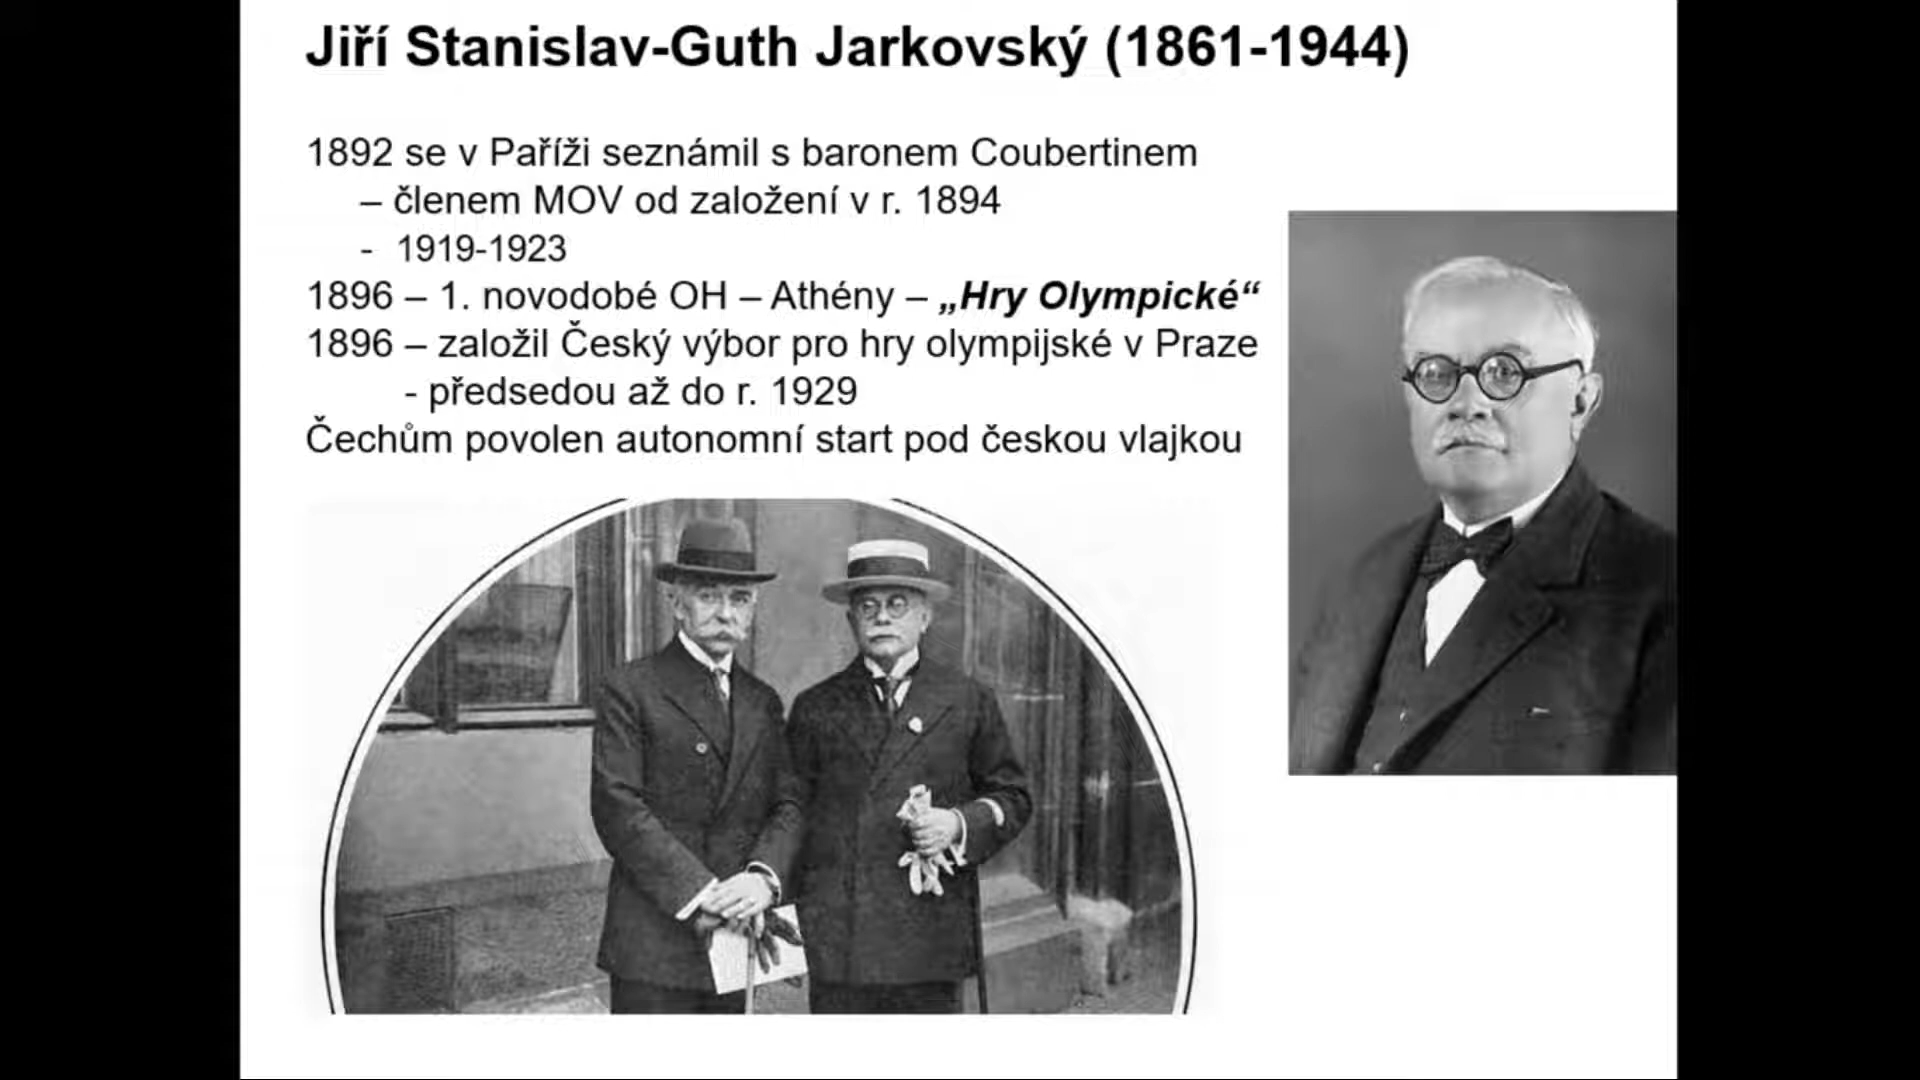 Jiří Stanislav-Guth Jarkovský (1861-1944)
1892 se v Paříži seznámil s baronem Coubertinem
– členem MOV od založení v r. 1894
- 1919-1923
1896 – 1. novodobé OH – Athény – „Hry Olympické“
1896 – založil Český výbor pro hry olympijské v Praze
- předsedou až do r. 1929
Čechům povolen autonomní start pod českou vlajkou